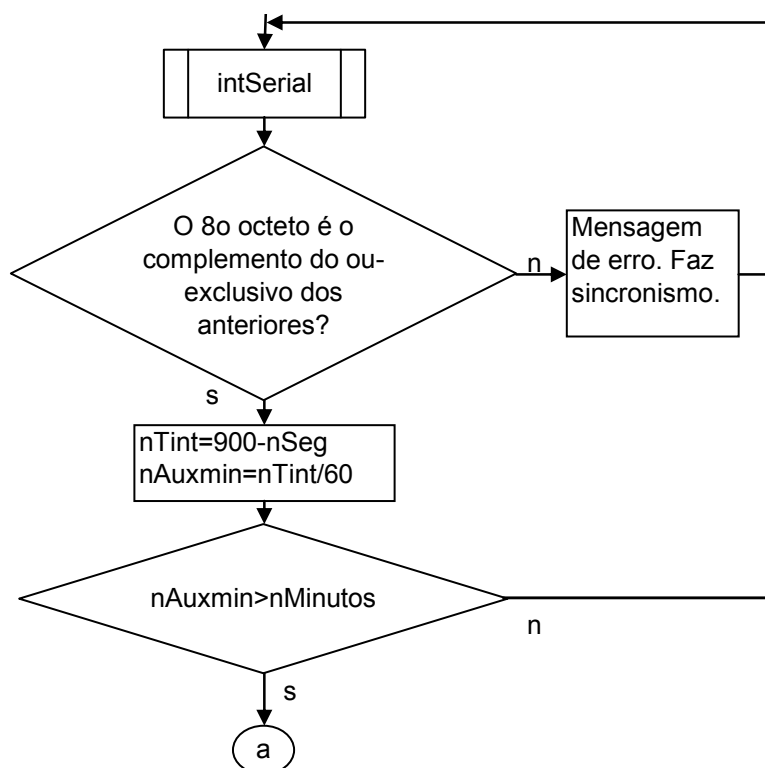 intSerial
O 8o octeto é o
complemento do ou-
exclusivo dos
anteriores?
n
Mensagem
de erro. Faz
sincronismo.
s
nTint=900-nSeg
nAuxmin=nTint/60
nAuxmin>nMinutos
n
s
a